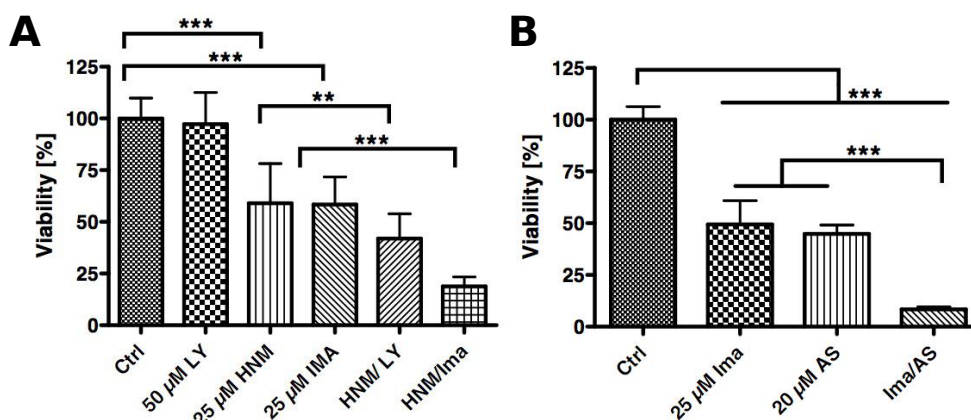 A
Viability [%]
125
100
75
50
25
0
***
***
**
***
Ctrl
50 µM LY
25 µM HNM
25 µM IMA
HNM/ LY
HNM/Ima
B
Viability [%]
125
100
75
50
25
0
***
***
Ctrl
25 µM Ima
20 µM AS
Ima/AS